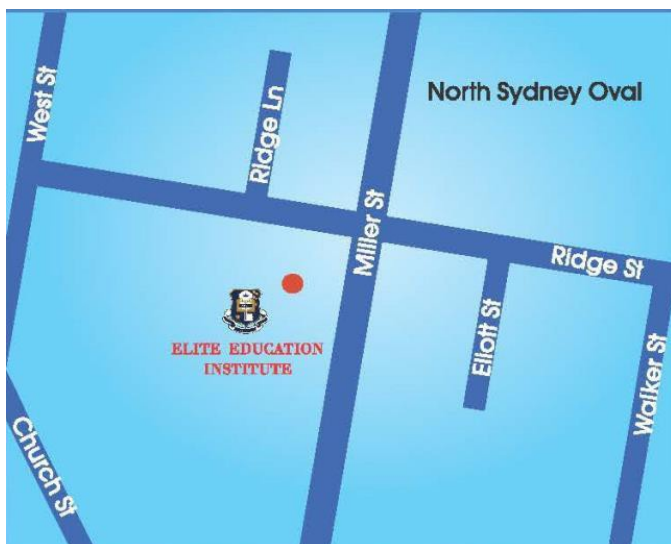 West St
Ridge Ln
North Sydney Oval
Miller St
Ridge St
Ellott St
Walker St
ELITE EDUCATION
INSTITUTE
Church St